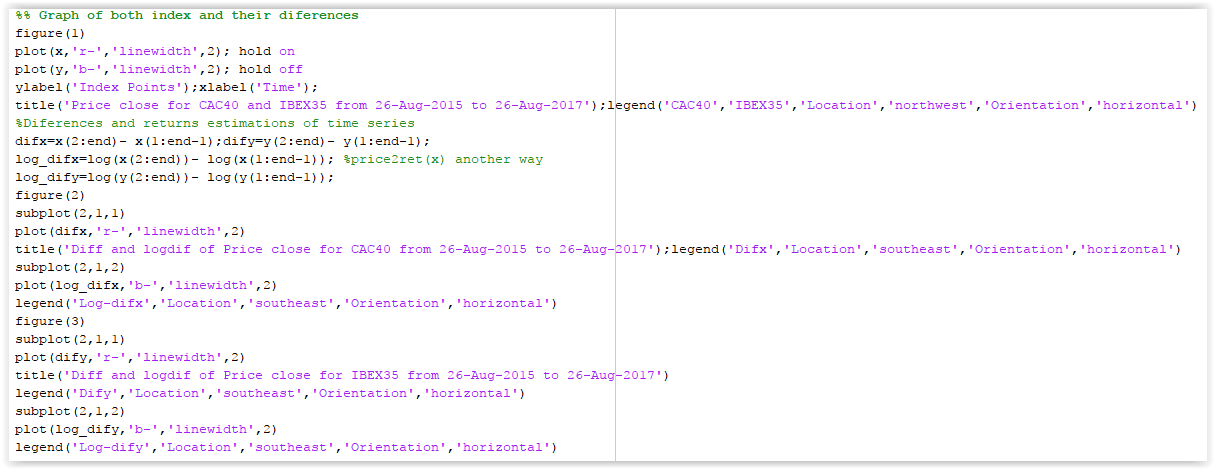 %% Graph of both index and their diferences
figure(1)
plot(x,'r-','linewidth',2); hold on
plot(y,'b-','linewidth',2); hold off
ylabel('Index Points');xlabel('Time');
title('Price close for CAC40 and IBEX35 from 26-Aug-2015 to 26-Aug-2017');legend('CAC40','IBEX35','Location','northwest','Orientation','horizontal')
%Diferences and returns estimations of time series
difx=x(2:end)- x(1:end-1);dify=y(2:end)- y(1:end-1);
log_difx=log(x(2:end))- log(x(1:end-1)); %price2ret(x) another way
log_dify=log(y(2:end))- log(y(1:end-1));
figure(2)
subplot(2,1,1)
plot(difx,'r-','linewidth',2)
title('Diff and logdif of Price close for CAC40 from 26-Aug-2015 to 26-Aug-2017');legend('Difx','Location','southeast','Orientation','horizontal')
subplot(2,1,2)
plot(log_difx,'b-','linewidth',2)
legend('Log-difx','Location','southeast','Orientation','horizontal')
figure(3)
subplot(2,1,1)
plot(dify,'r-','linewidth',2)
title('Diff and logdif of Price close for IBEX35 from 26-Aug-2015 to 26-Aug-2017')
legend('Dify','Location','southeast','Orientation','horizontal')
subplot(2,1,2)
plot(log_dify,'b-','linewidth',2)
legend('Log-dify','Location','southeast','Orientation','horizontal')